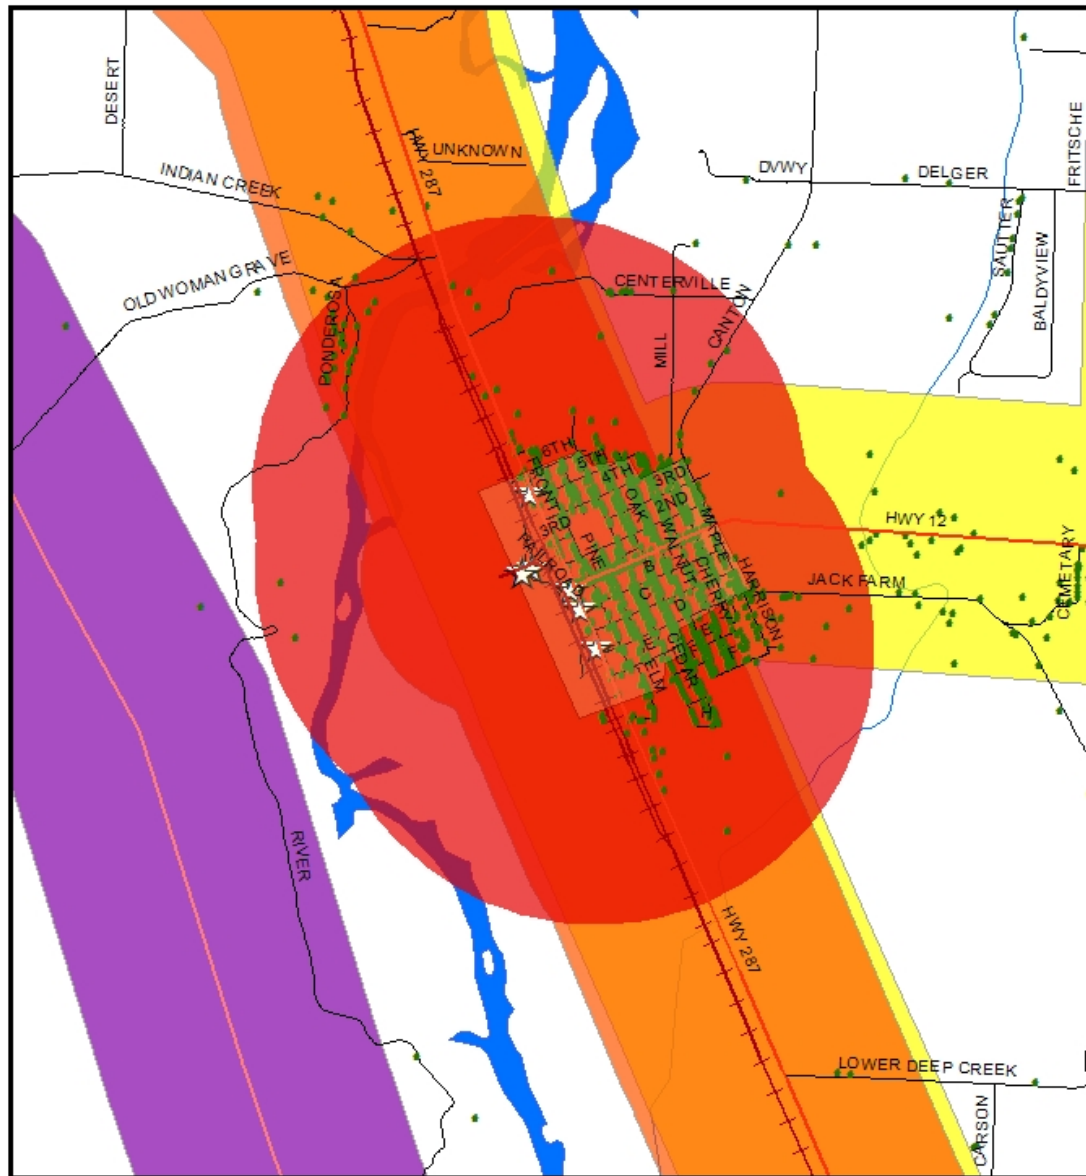 DESERT
UNKNOWN
HWY 287
INDIAN CREEK
DVWY
DELGER
FRITSCHE
SAUTTER
BALDYVIEW
OLD WOMAN GRAVE
PONDEROSA
CENTERVILLE
MILL
CANTON
6TH
5TH
4TH
3RD
2ND
FRONT
OAK
PINE
WALNUT
MAPLE
HWY 12
RAILROAD
B
C
D
CHERRY
HARRISON
JACK FARM
CEMETARY
E
E
F
F
CEDAR
ELM
RIVER
HWY 287
LOWER DEEP CREEK
CARSON